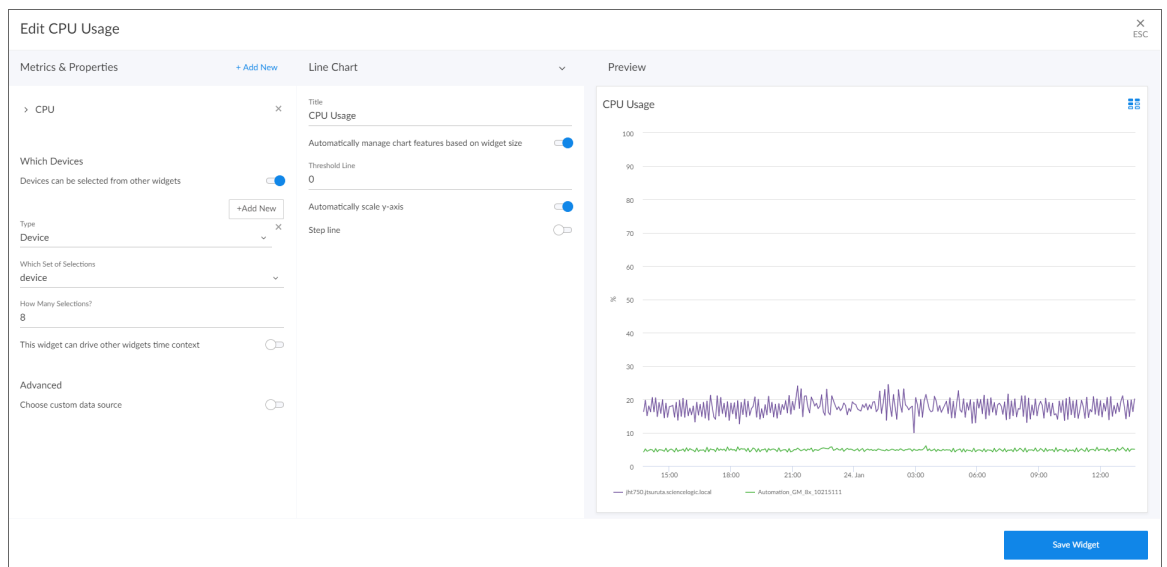 Edit CPU Usage
ESC
Metrics & Properties
+ Add New
Line Chart
Preview
CPU
Which Devices
Devices can be selected from other widgets
+Add New
Type
Device
Which Set of Selections
device
How Many Selections?
8
This widget can drive other widgets time context
Advanced
Choose custom data source
Title
CPU Usage
Automatically manage chart features based on widget size
Threshold Line
0
Automatically scale y-axis
Step line
CPU Usage
100
90
80
70
60
50
40
30
20
10
0
%
15:00 18:00 21:00 24. Jan 03:00 06:00 09:00 12:00
jht750.jtsuruta.sciencelogic.local Automation_GM_llx_10215111
Save Widget